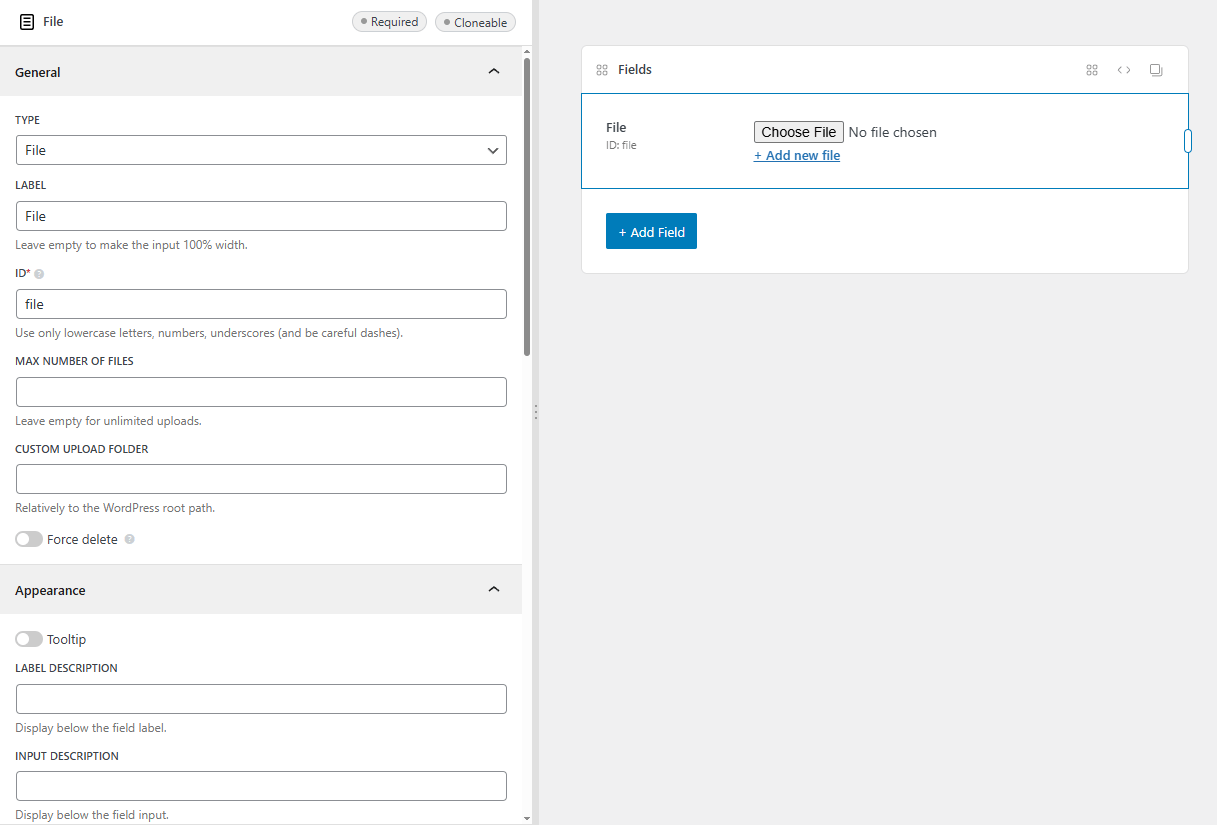 File
Required
Cloneable
General
TYPE
File
LABEL
File
Leave empty to make the input 100% width.
ID*
file
Use only lowercase letters, numbers, underscores (and be careful dashes).
MAX NUMBER OF FILES
Leave empty for unlimited uploads.
CUSTOM UPLOAD FOLDER
Relatively to the WordPress root path.
Force delete ?
Appearance
Tooltip
LABEL DESCRIPTION
Display below the field label.
INPUT DESCRIPTION
Display below the field input.
Fields
File
ID: file
Choose File No file chosen
+ Add new file
+ Add Field